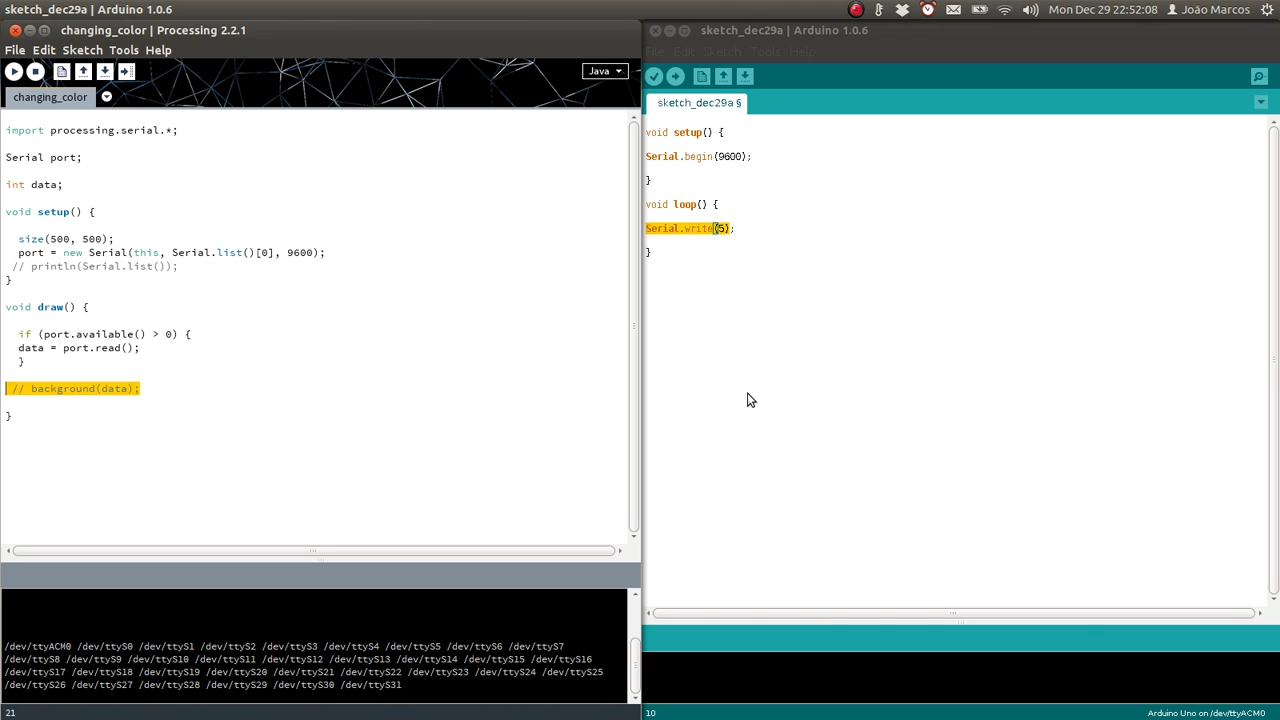 sketch_dec29a | Arduino 1.0.6
Mon Dec 29 22:52:08
João Marcos
changing_color | Processing 2.2.1
File Edit Sketch Tools Help
Java
changing_color
import processing.serial.*;
Serial port;
int data;
void setup() {
size(500, 500);
port = new Serial(this, Serial.list()[0], 9600);
// println(Serial.list());
}
void draw() {
if (port.available() > 0) {
data = port.read();
}
// background(data);
}
/dev/ttyACM0 /dev/ttyS0 /dev/ttyS1 /dev/ttyS2 /dev/ttyS3 /dev/ttyS4 /dev/ttyS5 /dev/ttyS6 /dev/ttyS7
/dev/ttyS8 /dev/ttyS9 /dev/ttyS10 /dev/ttyS11 /dev/ttyS12 /dev/ttyS13 /dev/ttyS14 /dev/ttyS15 /dev/ttyS16
/dev/ttyS17 /dev/ttyS18 /dev/ttyS19 /dev/ttyS20 /dev/ttyS21 /dev/ttyS22 /dev/ttyS23 /dev/ttyS24 /dev/ttyS25
/dev/ttyS26 /dev/ttyS27 /dev/ttyS28 /dev/ttyS29 /dev/ttyS30 /dev/ttyS31
21
sketch_dec29a | Arduino 1.0.6
File Edit Sketch Tools Help
sketch_dec29a §
void setup() {
Serial.begin(9600);
}
void loop() {
Serial.write(5);
}
10
Arduino Uno on /dev/ttyACM0